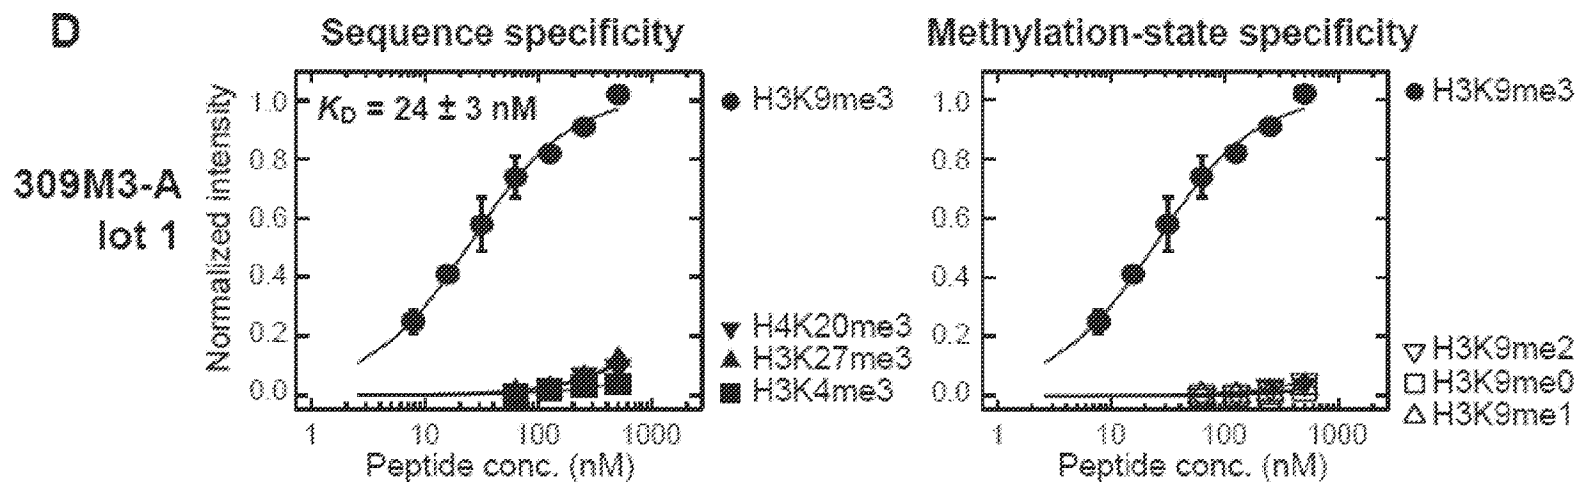 D
Sequence specificity
Methylation-state specificity
309M3-A
lot 1
Normalized intensity
1.0
0.8
0.6
0.4
0.2
0.0
K_D = 24 ± 3 nM
● H3K9me3
▼ H4K20me3
▲ H3K27me3
■ H3K4me3
1 10 100 1000
Peptide conc. (nM)
1.0
0.8
0.6
0.4
0.2
0.0
● H3K9me3
▽ H3K9me2
□ H3K9me0
△ H3K9me1
1 10 100 1000
Peptide conc. (nM)